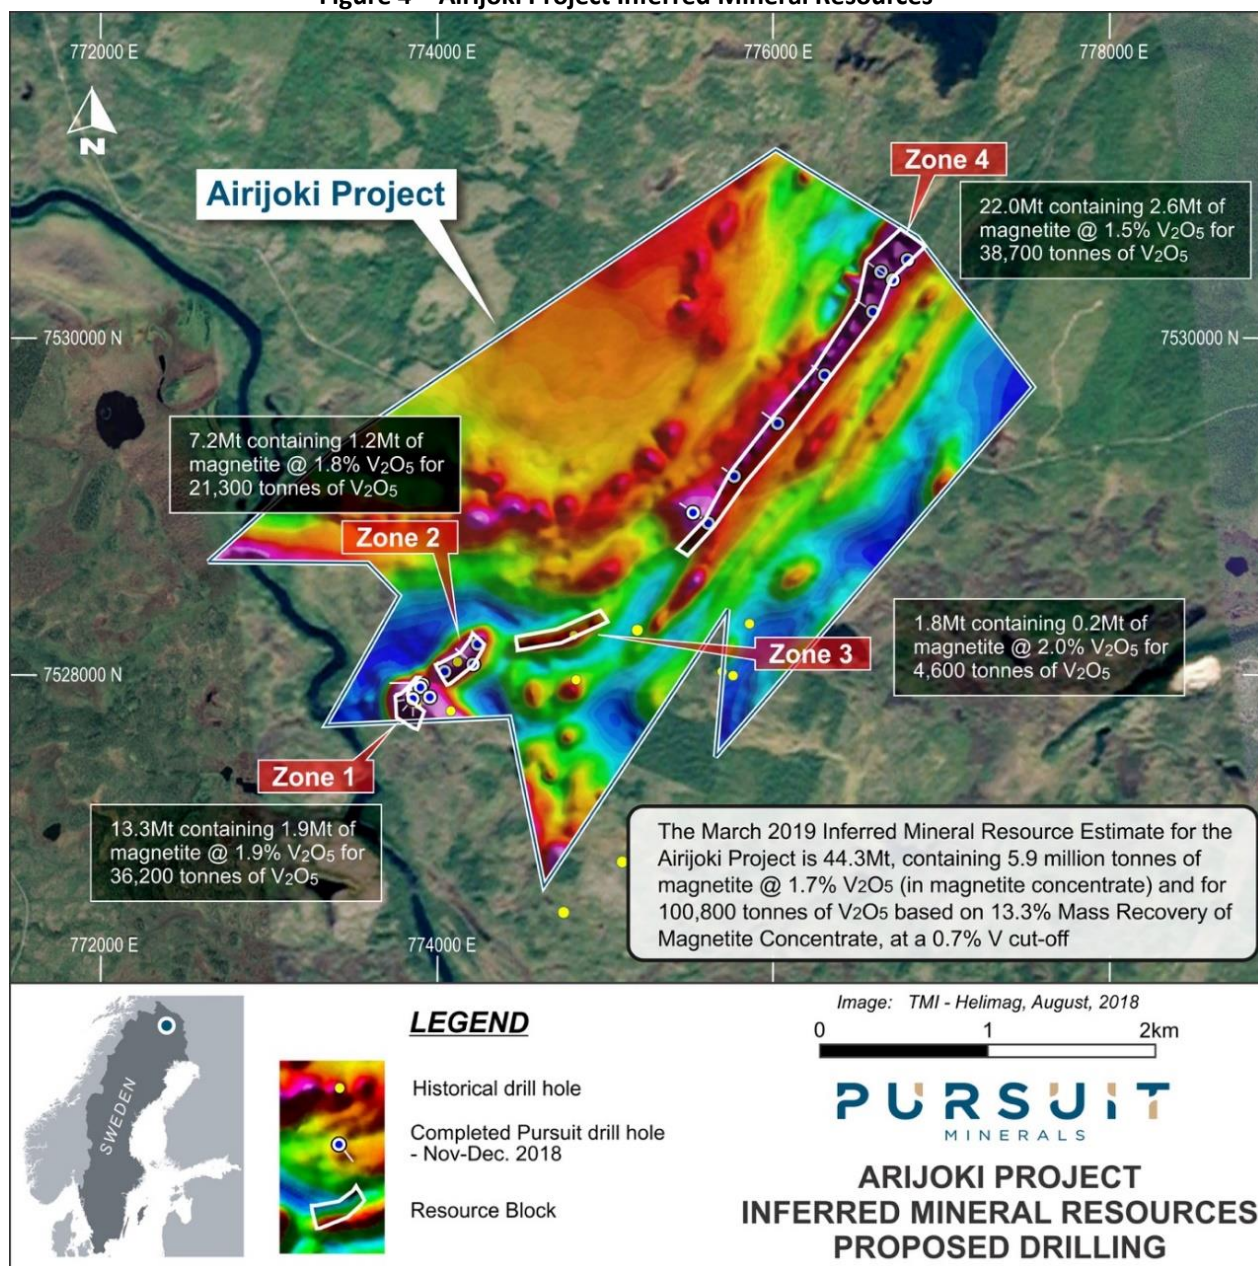 Figure 4 – Airijoki Project Inferred Mineral Resources
772000 E
774000 E
776000 E
778000 E
N
Airijoki Project
Zone 4
22.0Mt containing 2.6Mt of
magnetite @ 1.5% V₂O₅ for
38,700 tonnes of V₂O₅
7530000 N
7530000 N
7.2Mt containing 1.2Mt of
magnetite @ 1.8% V₂O₅ for
21,300 tonnes of V₂O₅
Zone 2
1.8Mt containing 0.2Mt of
magnetite @ 2.0% V₂O₅ for
4,600 tonnes of V₂O₅
Zone 3
7528000 N
Zone 1
13.3Mt containing 1.9Mt of
magnetite @ 1.9% V₂O₅ for
36,200 tonnes of V₂O₅
The March 2019 Inferred Mineral Resource Estimate for the
Airijoki Project is 44.3Mt, containing 5.9 million tonnes of
magnetite @ 1.7% V₂O₅ (in magnetite concentrate) and for
100,800 tonnes of V₂O₅ based on 13.3% Mass Recovery of
Magnetite Concentrate, at a 0.7% V cut-off
772000 E
774000 E
SWEDEN
LEGEND
Historical drill hole
Completed Pursuit drill hole
- Nov-Dec. 2018
Resource Block
Image: TMI - Helimag, August, 2018
0 1 2km
PURSUIT
MINERALS
ARIJOKI PROJECT
INFERRED MINERAL RESOURCES
PROPOSED DRILLING